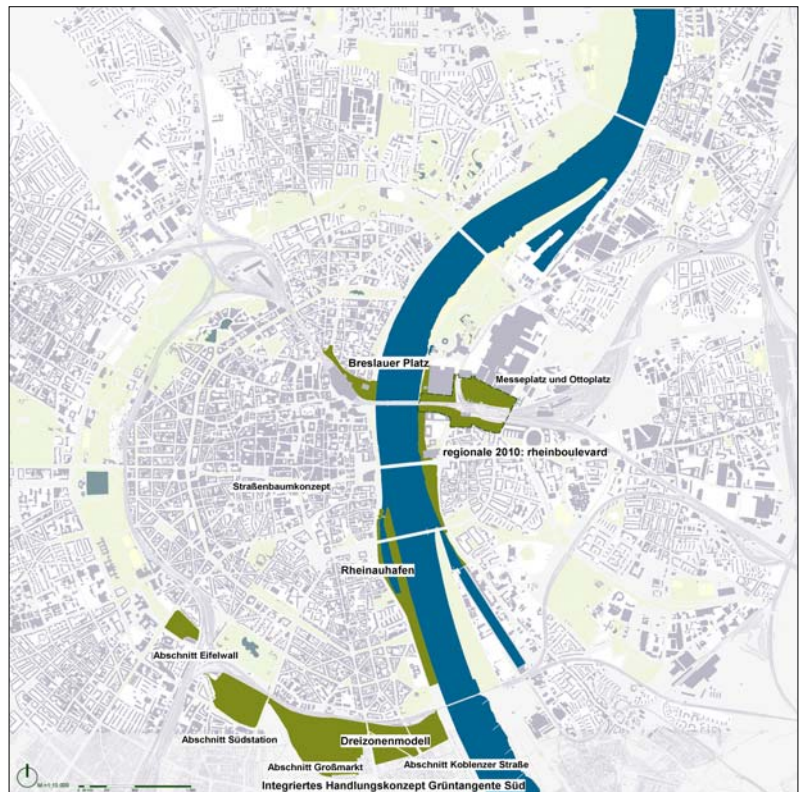 Breslauer Platz
Messeplatz und Ottoplatz
regionale 2010: rheinboulevard
Straßenbaumkonzept
Rheinauhafen
Abschnitt Eifelwall
Abschnitt Südstation
Dreizonenmodell
Abschnitt Großmarkt
Abschnitt Koblenzer Straße
Integriertes Handlungskonzept Grüntangente Süd